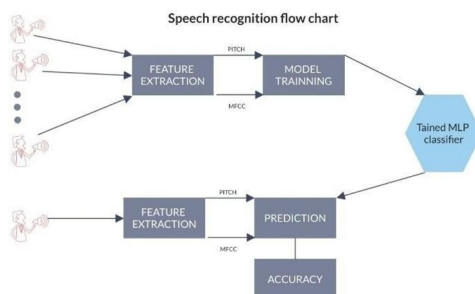 Speech recognition flow chart
FEATURE
EXTRACTION
PITCH
MFCC
MODEL
TRAINNING
Tained MLP
classifier
FEATURE
EXTRACTION
PITCH
MFCC
PREDICTION
ACCURACY